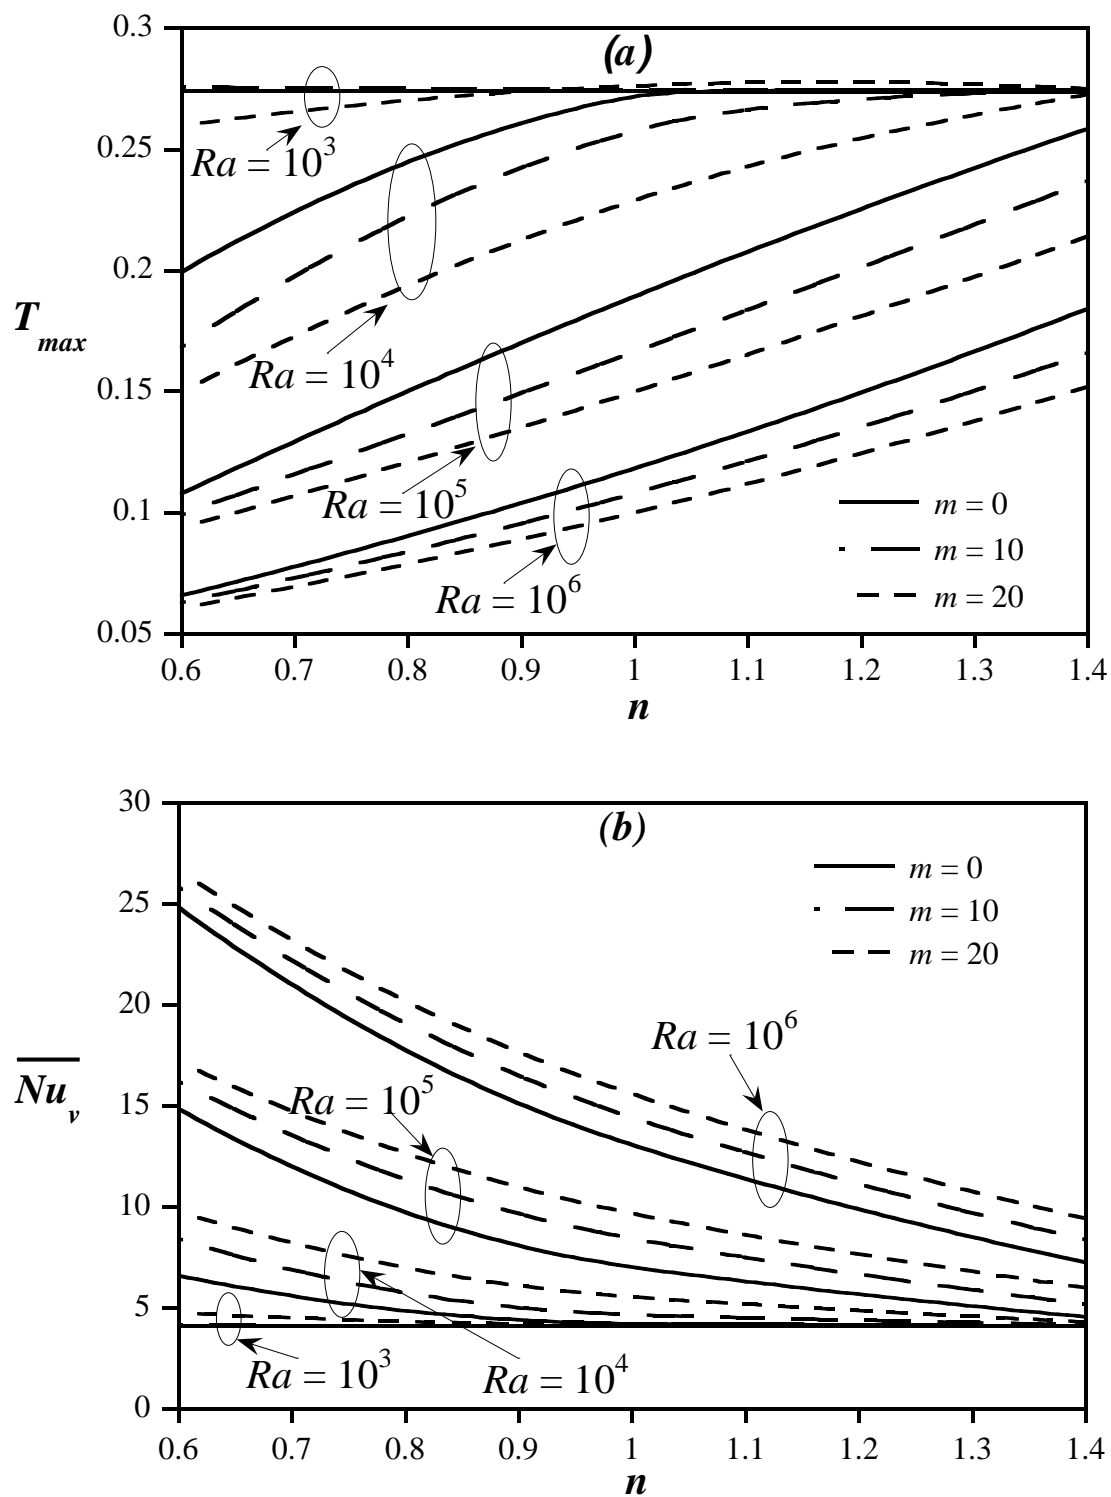 (a)
0.3
0.25
0.2
0.15
0.1
0.05
T_max
Ra = 10^3
Ra = 10^4
Ra = 10^5
Ra = 10^6
m = 0
m = 10
m = 20
0.6 0.7 0.8 0.9 1 1.1 1.2 1.3 1.4
n
(b)
30
25
20
15
10
5
0
Nu_v
m = 0
m = 10
m = 20
Ra = 10^6
Ra = 10^5
Ra = 10^3
Ra = 10^4
0.6 0.7 0.8 0.9 1 1.1 1.2 1.3 1.4
n